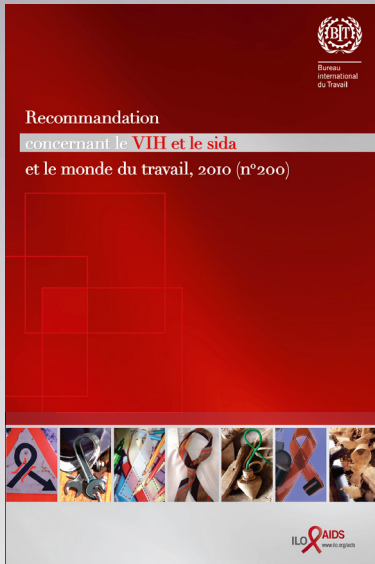 BIT
Bureau
international
du Travail
Recommandation
concernant le VIH et le sida
et le monde du travail, 2010 (nº200)
ILO AIDS
www.ilo.org/aids